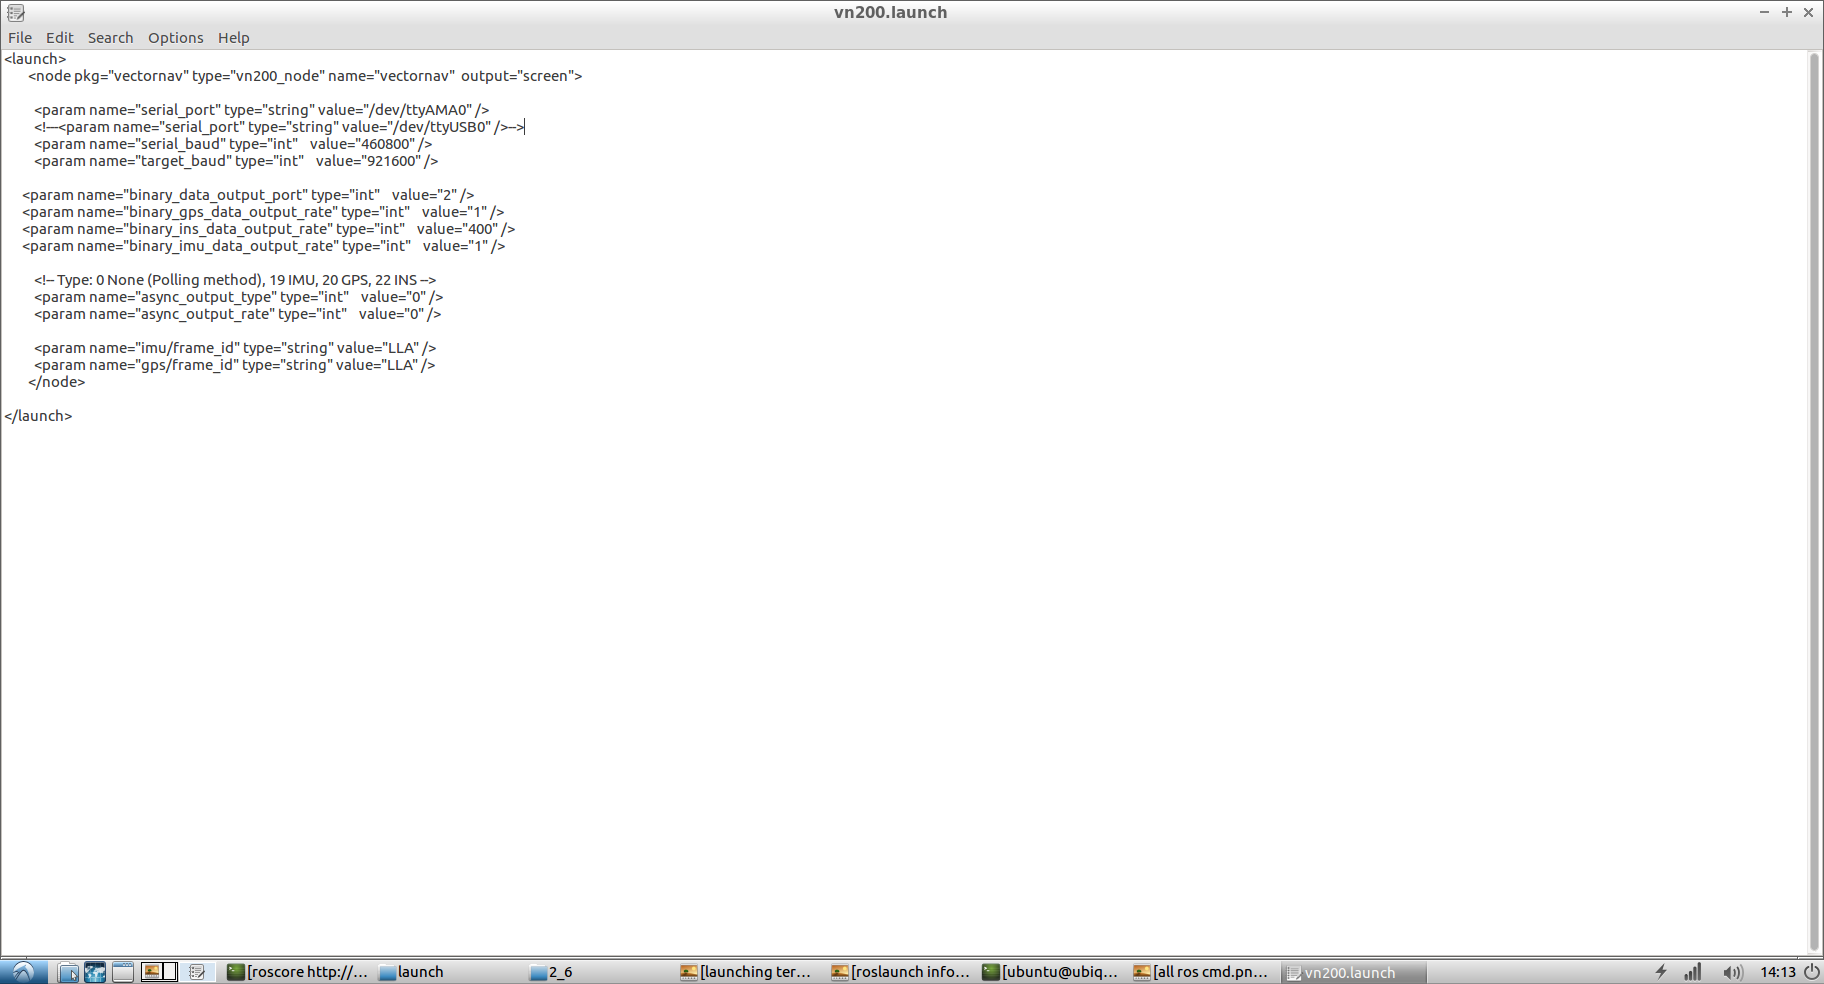 vn200.launch
File Edit Search Options Help
<launch>
<node pkg="vectornav" type="vn200_node" name="vectornav" output="screen">
<param name="serial_port" type="string" value="/dev/ttyAMA0" />
<!---<param name="serial_port" type="string" value="/dev/ttyUSB0" />-->
<param name="serial_baud" type="int" value="460800" />
<param name="target_baud" type="int" value="921600" />
<param name="binary_data_output_port" type="int" value="2" />
<param name="binary_gps_data_output_rate" type="int" value="1" />
<param name="binary_ins_data_output_rate" type="int" value="400" />
<param name="binary_imu_data_output_rate" type="int" value="1" />
<!-- Type: 0 None (Polling method), 19 IMU, 20 GPS, 22 INS -->
<param name="async_output_type" type="int" value="0" />
<param name="async_output_rate" type="int" value="0" />
<param name="imu/frame_id" type="string" value="LLA" />
<param name="gps/frame_id" type="string" value="LLA" />
</node>
</launch>
[roscore http://... launch 2_6 [launching ter... [roslaunch info... [ubuntu@ubiq... [all ros cmd.pn... vn200.launch 14:13